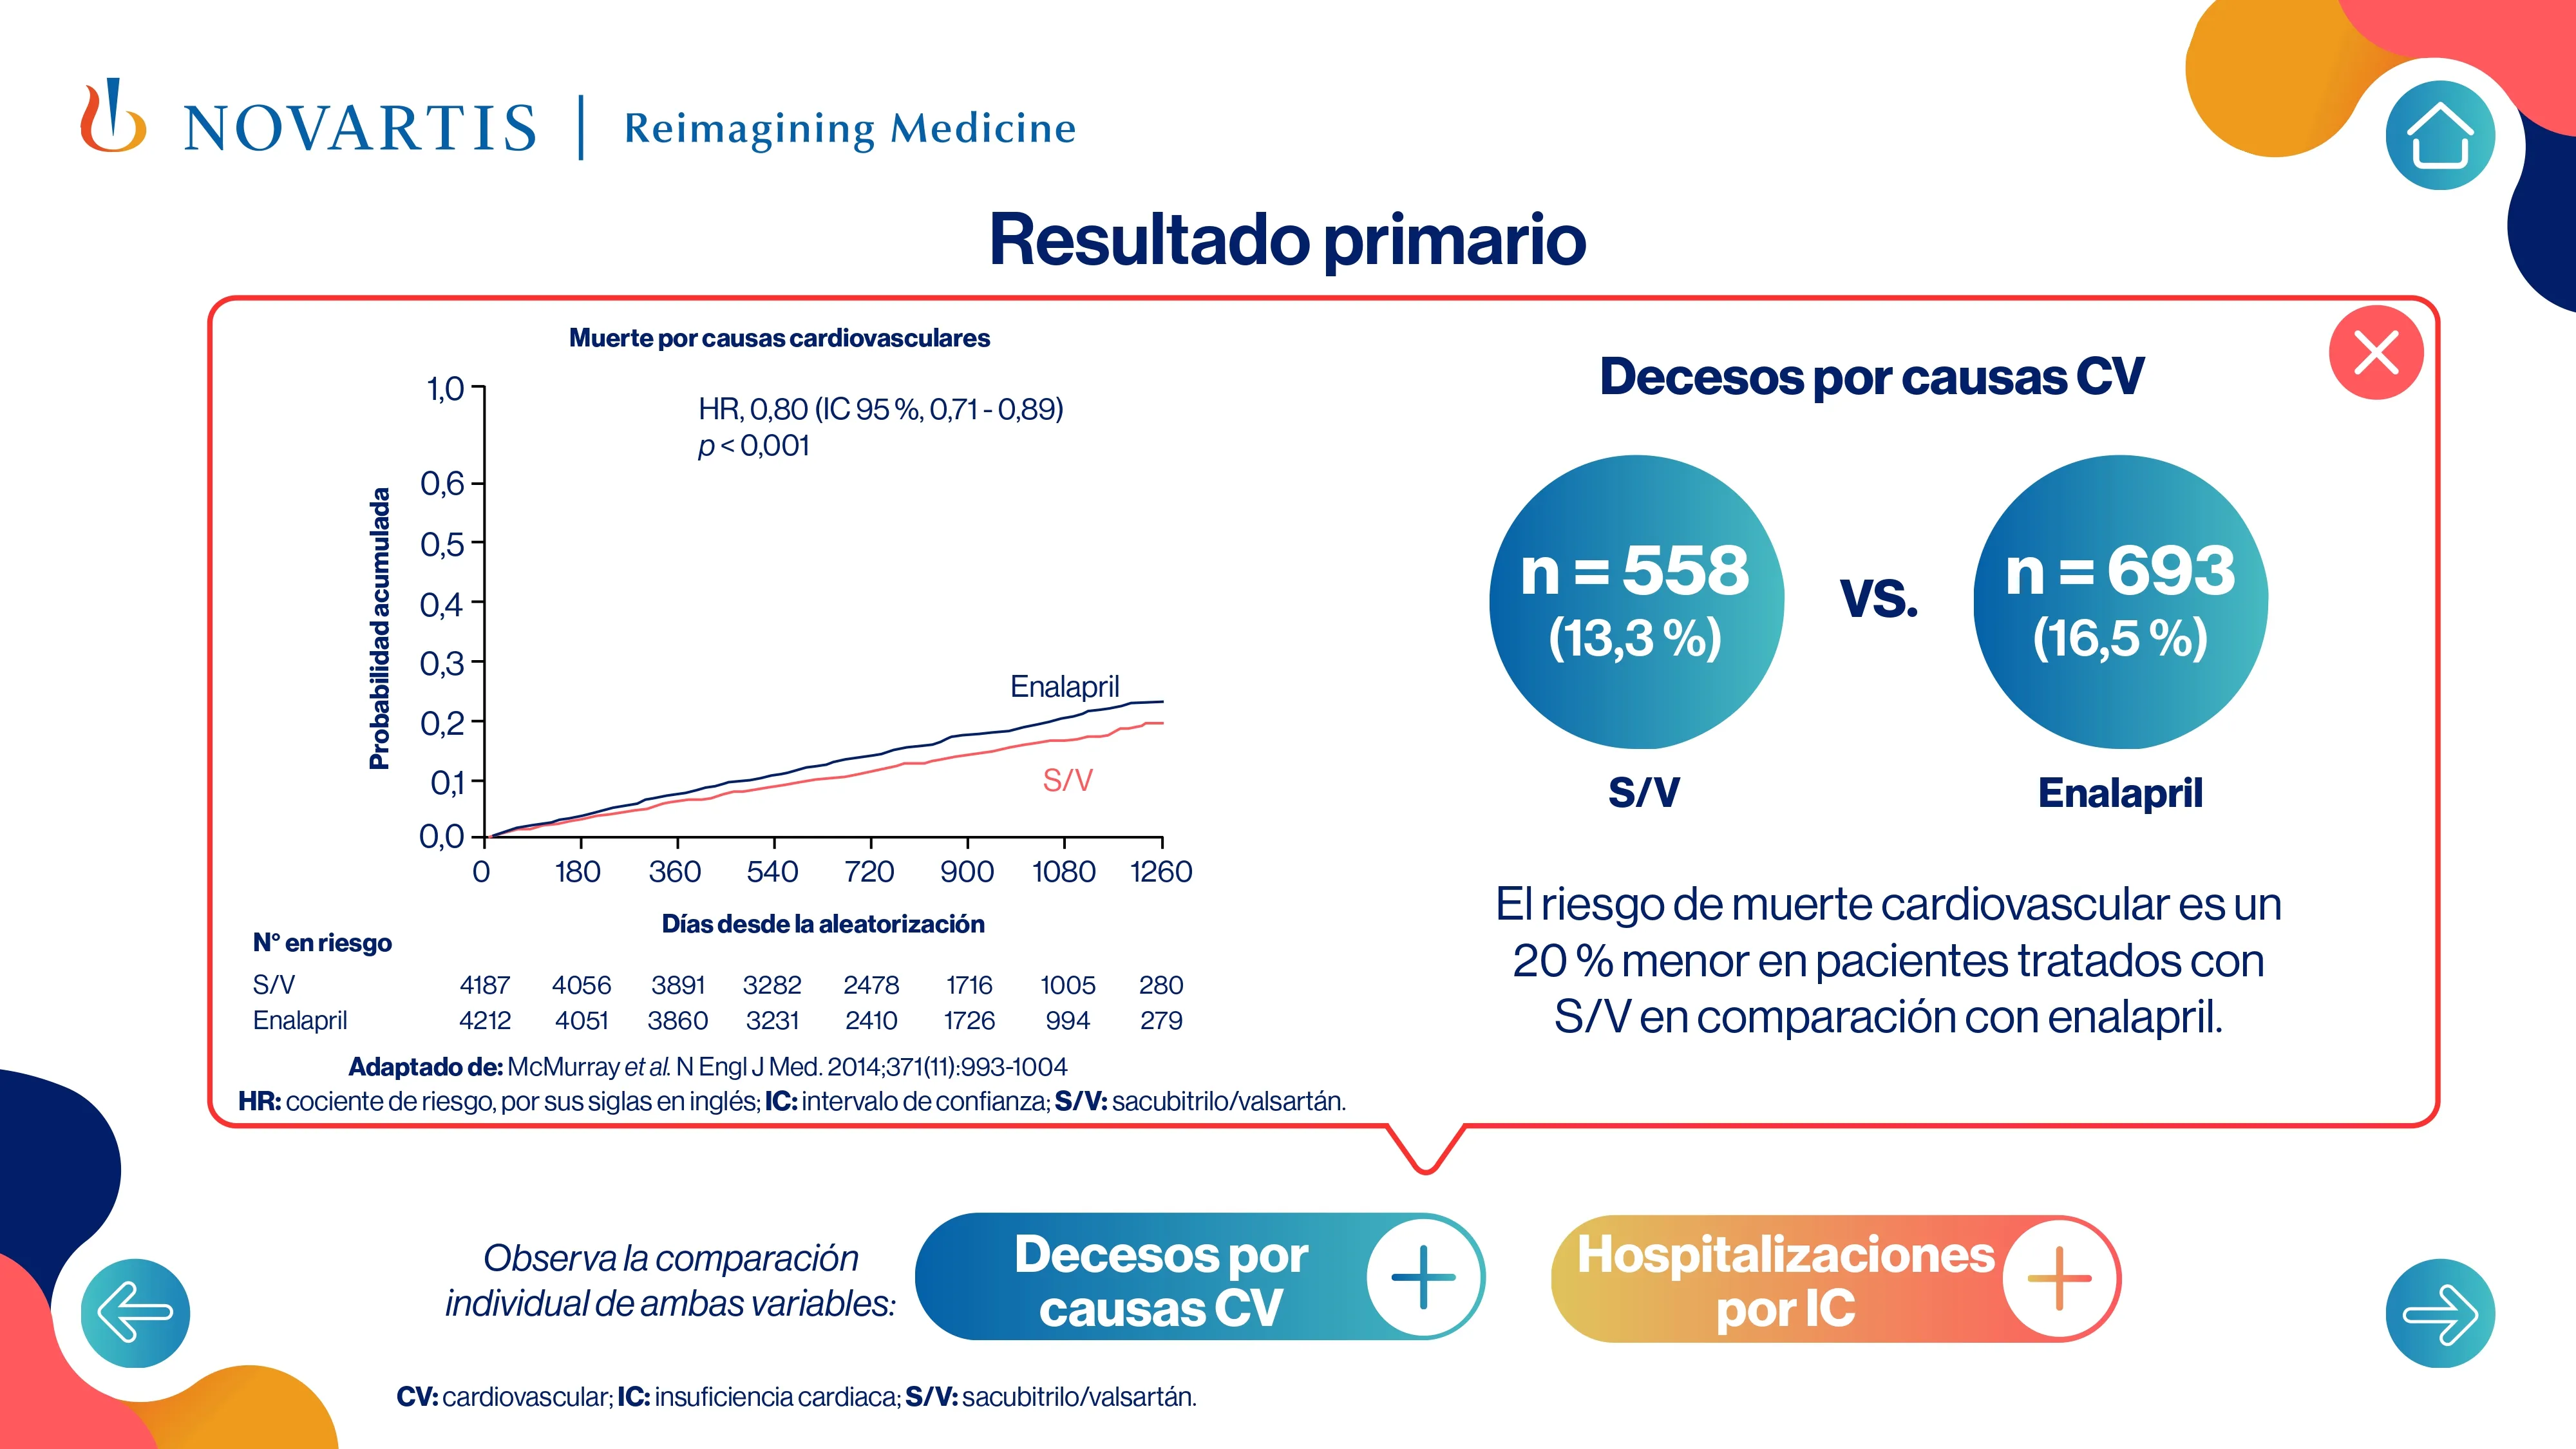 NOVARTIS | Reimagining Medicine
Resultado primario
Muerte por causas cardiovasculares
HR, 0,80 (IC 95 %, 0,71 - 0,89)
p < 0,001
Probabilidad acumulada
1,0
0,6
0,5
0,4
0,3
0,2
0,1
0,0
Enalapril
S/V
0 180 360 540 720 900 1080 1260
Días desde la aleatorización
N° en riesgo
S/V 4187 4056 3891 3282 2478 1716 1005 280
Enalapril 4212 4051 3860 3231 2410 1726 994 279
Adaptado de: McMurray et al. N Engl J Med. 2014;371(11):993-1004
HR: cociente de riesgo, por sus siglas en inglés; IC: intervalo de confianza; S/V: sacubitrilo/valsartán.
Decesos por causas CV
n = 558
(13,3 %)
S/V
vs.
n = 693
(16,5 %)
Enalapril
El riesgo de muerte cardiovascular es un
20 % menor en pacientes tratados con
S/V en comparación con enalapril.
Observa la comparación
individual de ambas variables:
Decesos por
causas CV
Hospitalizaciones
por IC
CV: cardiovascular; IC: insuficiencia cardiaca; S/V: sacubitrilo/valsartán.